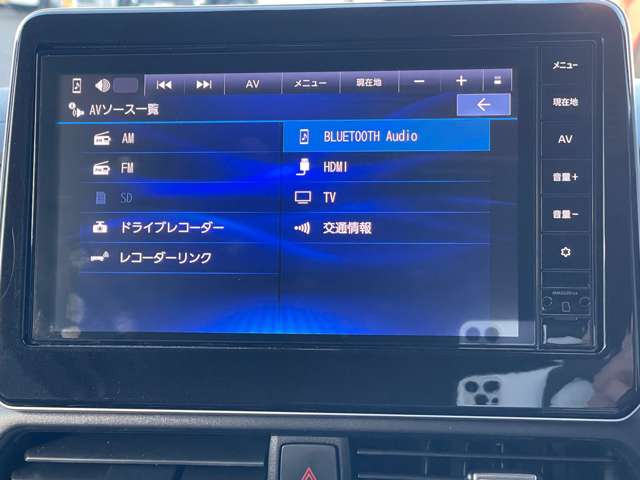 AV
メニュー
現在地
AVソース一覧
AM
BLUETOOTH Audio
FM
HDMI
SD
TV
ドライブレコーダー
交通情報
レコーダーリンク
メニュー
現在地
AV
音量+
音量-